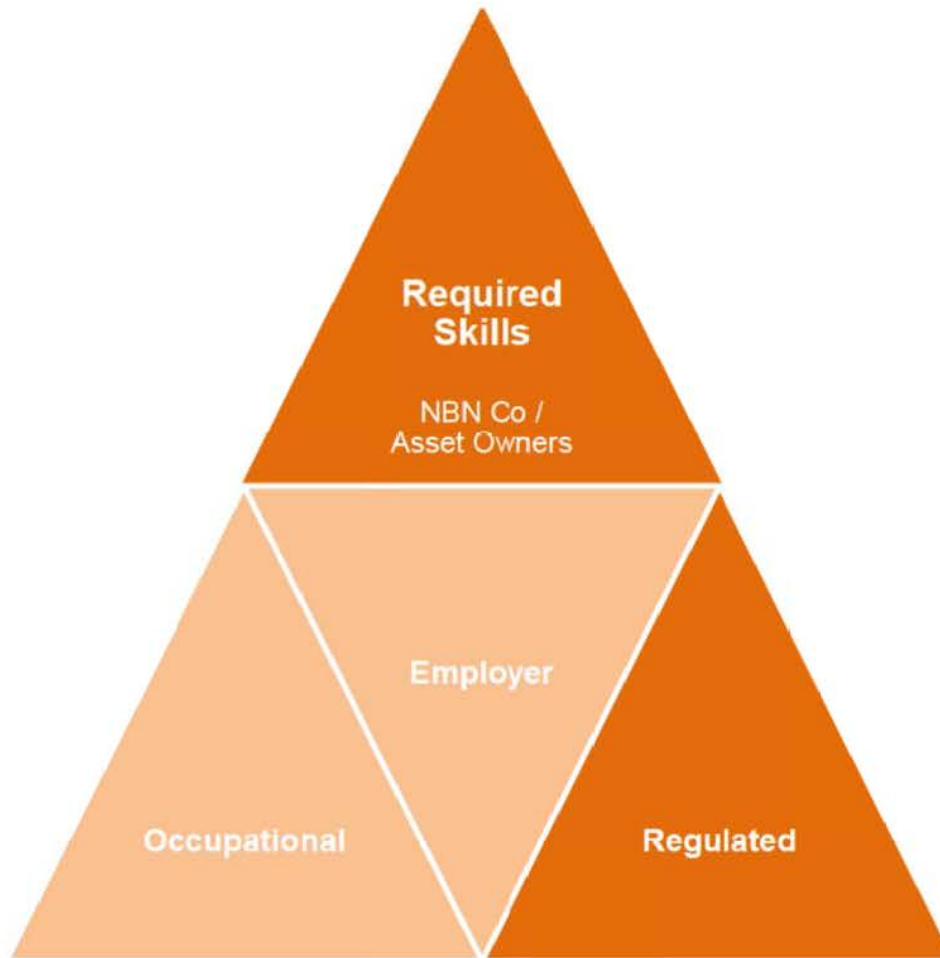 Required
Skills
NBN Co /
Asset Owners
Employer
Occupational
Regulated